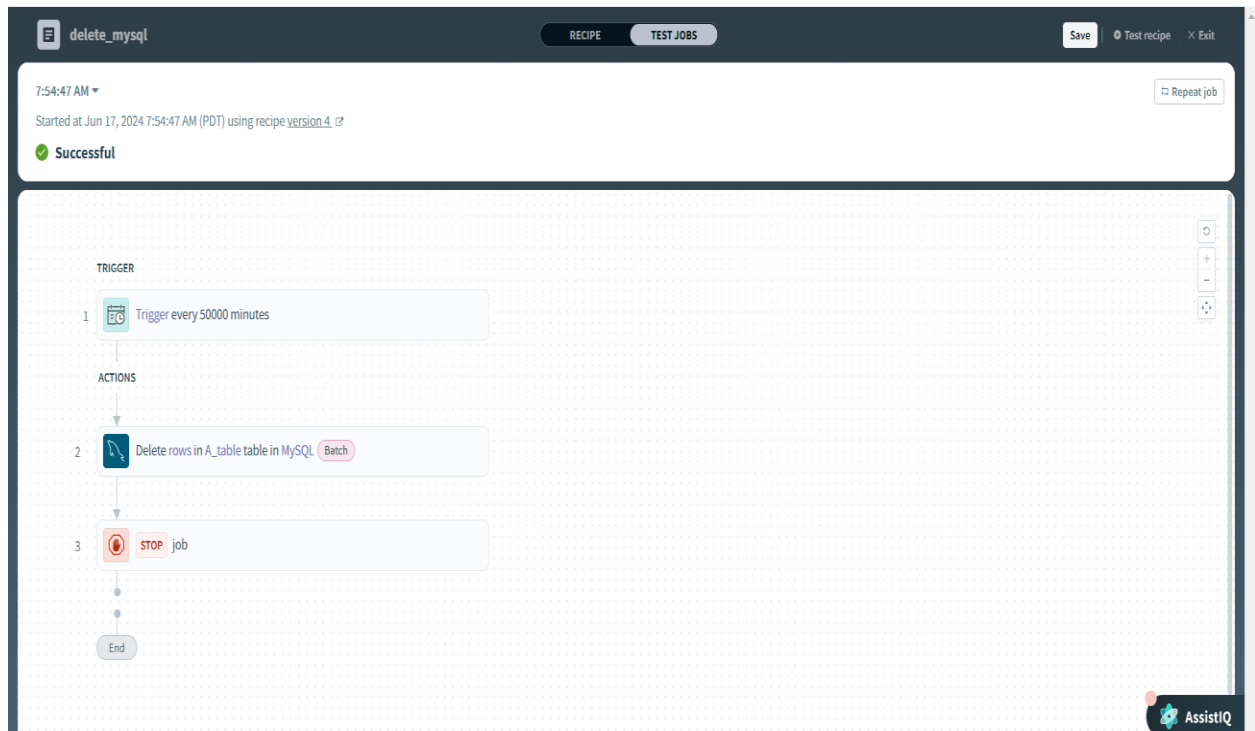 delete_mysql RECIPE TEST JOBS Save Test recipe Exit
7:54:47 AM Repeat job
Started at Jun 17, 2024 7:54:47 AM (PDT) using recipe version 4
Successful
TRIGGER
1 Trigger every 50000 minutes
ACTIONS
2 Delete rows in A_table table in MySQL Batch
3 STOP job
End
AssistIQ